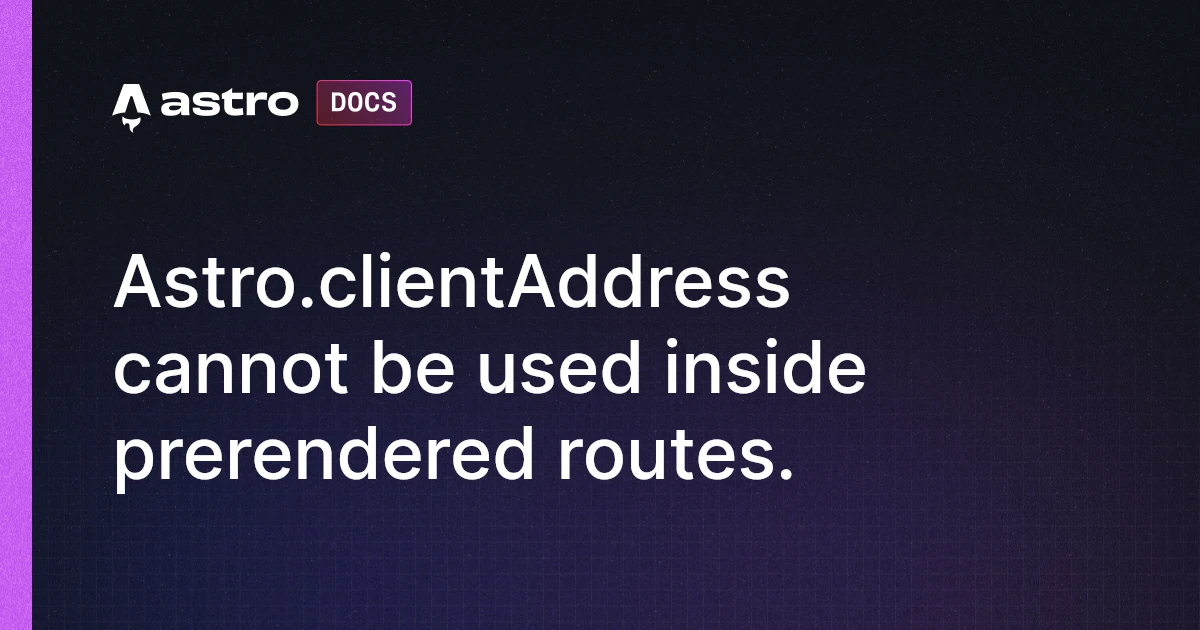 astro DOCS
Astro.clientAddress
cannot be used inside
prerendered routes.